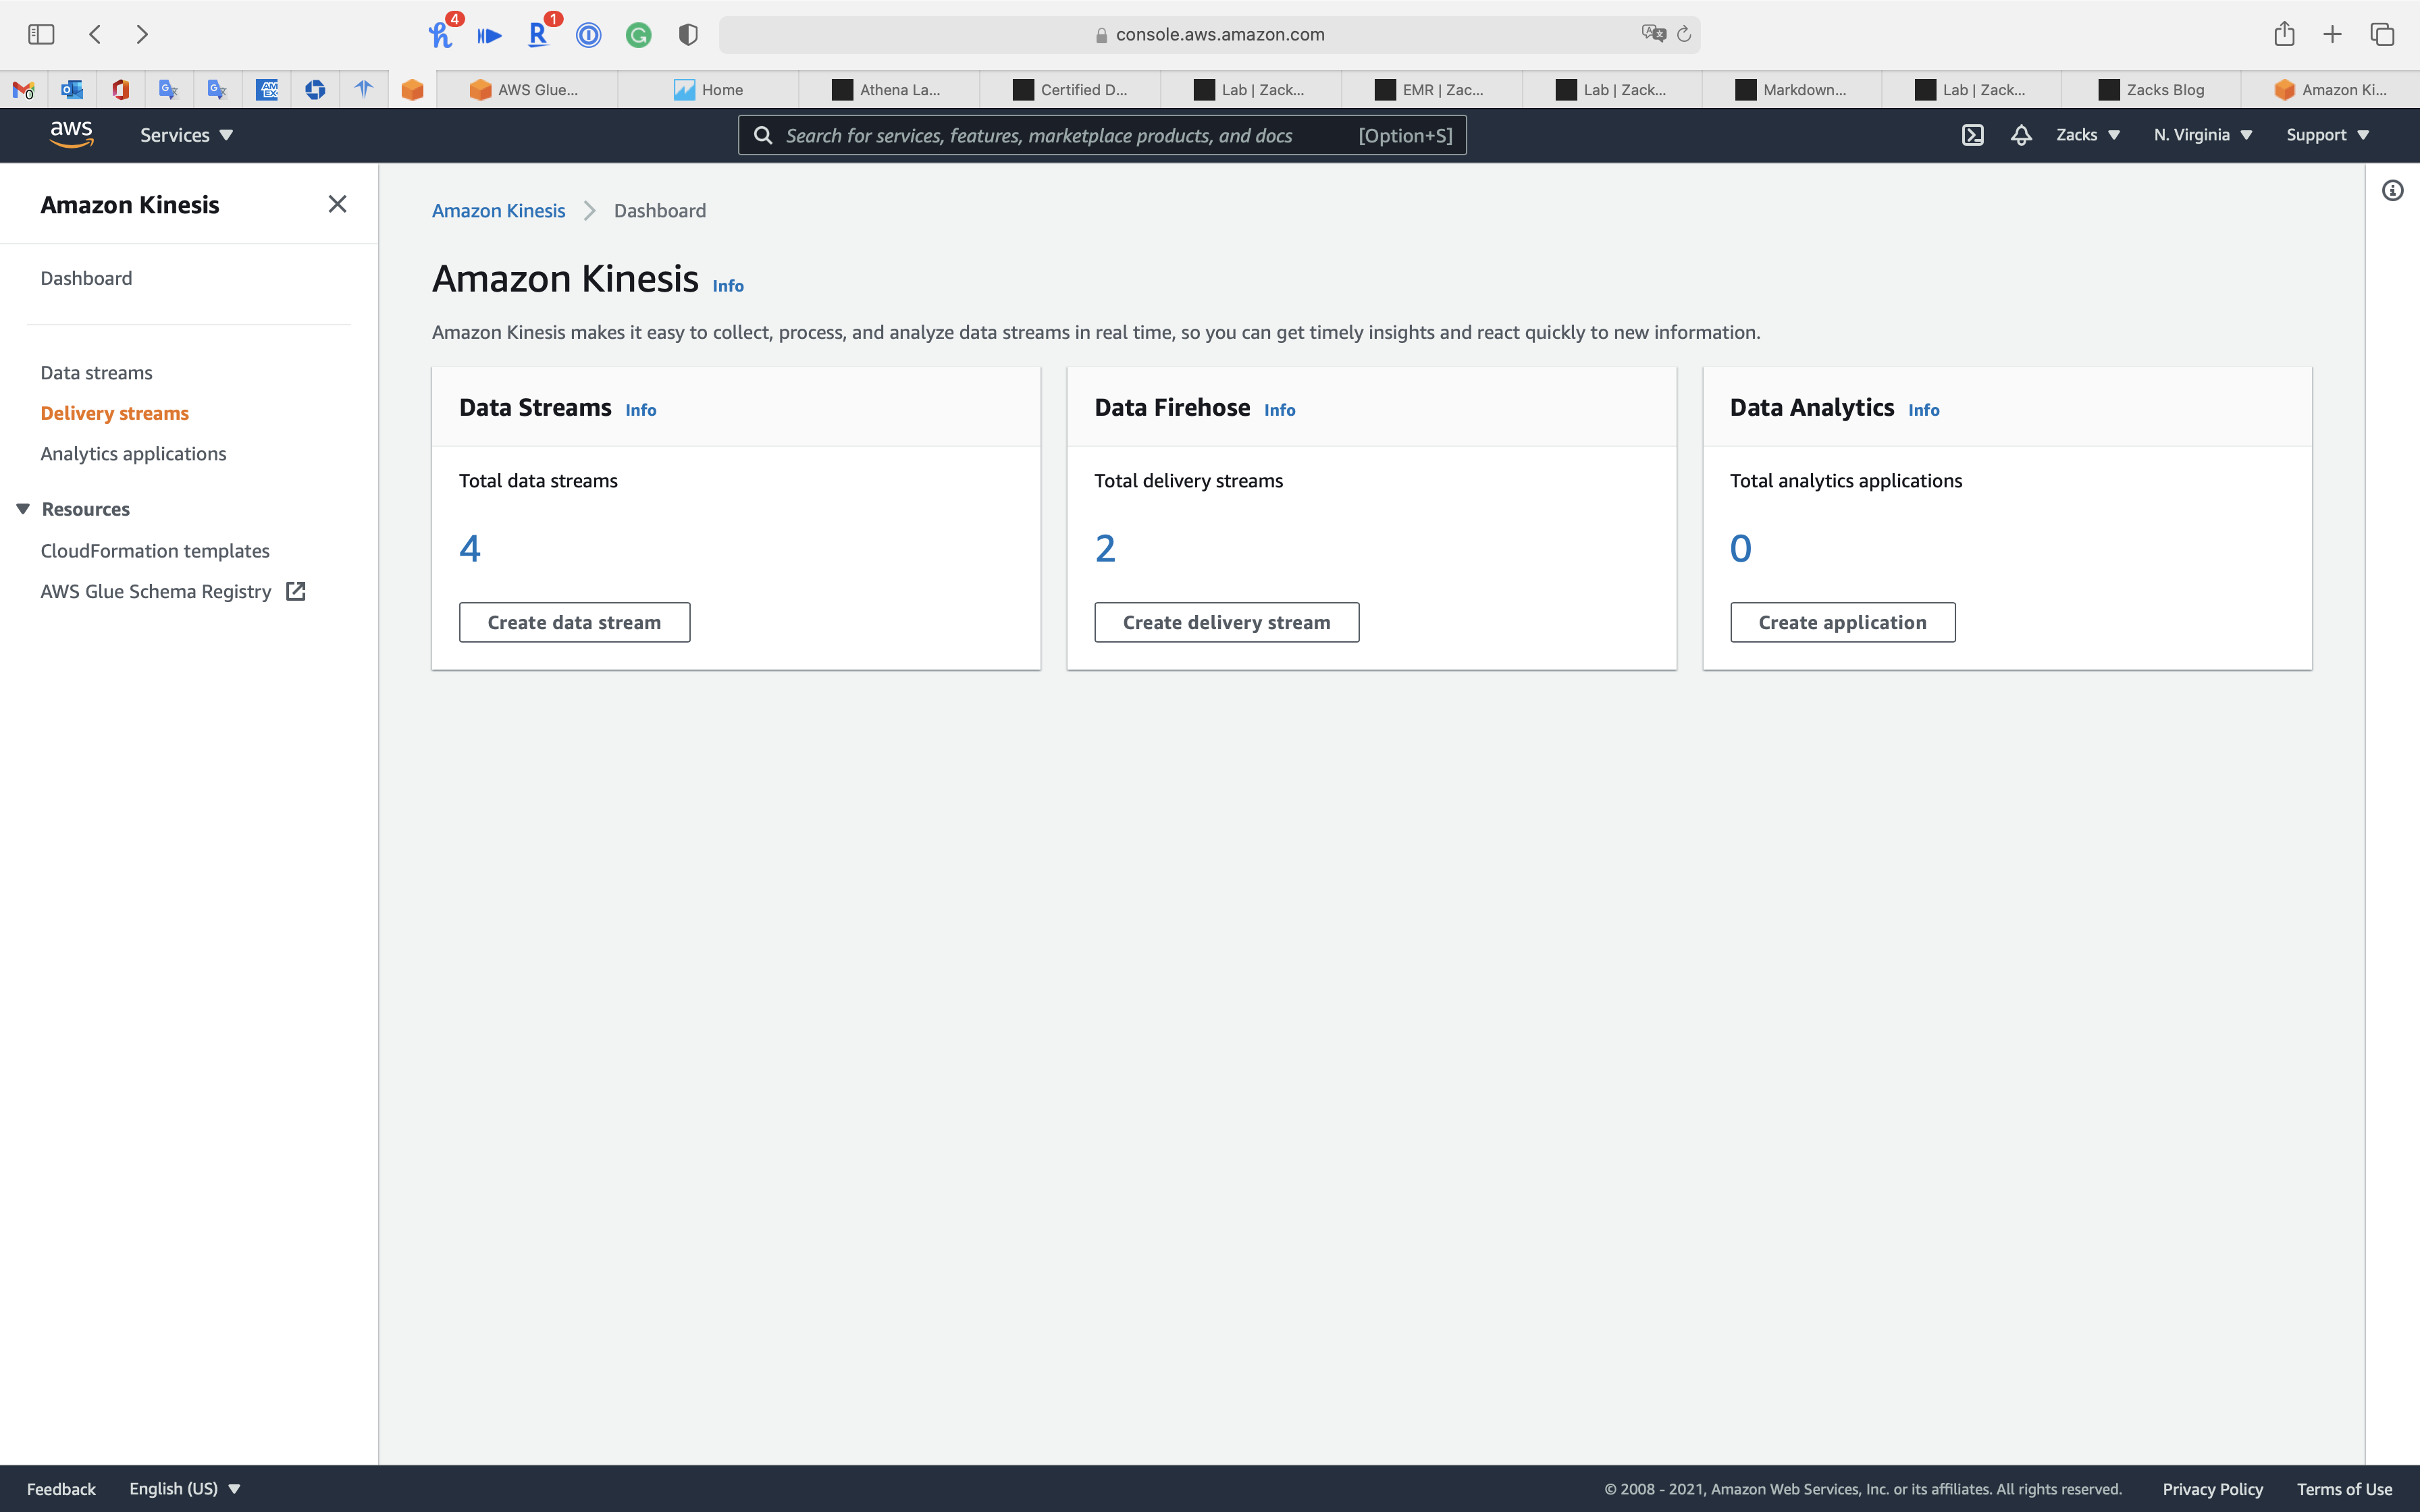 4
1
console.aws.amazon.com
AWS Glue...
Home
Athena La...
Certified D...
Lab | Zack...
EMR | Zac...
Lab | Zack...
Markdown...
Lab | Zack...
Zacks Blog
Amazon Ki...
aws
Services
Search for services, features, marketplace products, and docs
[Option+S]
Zacks
N. Virginia
Support
Amazon Kinesis
Dashboard
Data streams
Delivery streams
Analytics applications
Resources
CloudFormation templates
AWS Glue Schema Registry
Amazon Kinesis
Dashboard
Amazon Kinesis Info
Amazon Kinesis makes it easy to collect, process, and analyze data streams in real time, so you can get timely insights and react quickly to new information.
Data Streams Info
Total data streams
4
Create data stream
Data Firehose Info
Total delivery streams
2
Create delivery stream
Data Analytics Info
Total analytics applications
0
Create application
Feedback
English (US)
© 2008 - 2021, Amazon Web Services, Inc. or its affiliates. All rights reserved.
Privacy Policy
Terms of Use